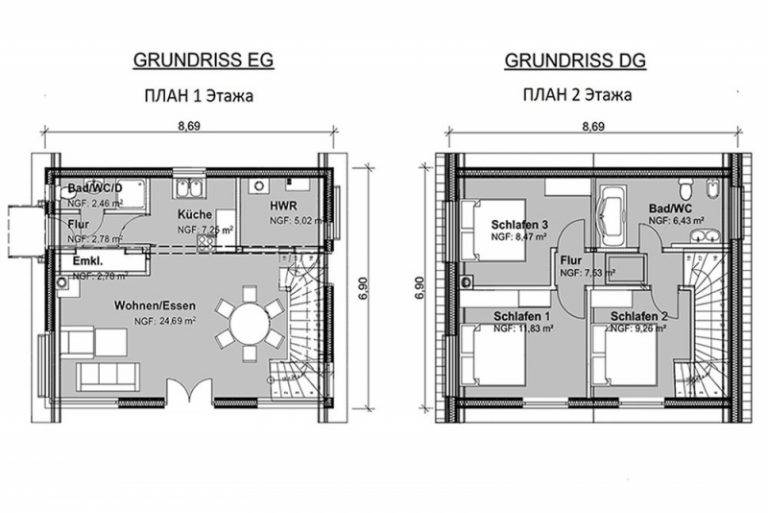 GRUNDRISS EG
ПЛАН 1 Этажа
8,69
Bad/WC/D
NGF: 2,46 m²
Flur
NGF: 2,78 m²
Emkl.
NGF: 2,78 m²
Küche
NGF: 7,25 m²
HWR
NGF: 5,02 m²
Wohnen/Essen
NGF: 24,69 m²
6,90
GRUNDRISS DG
ПЛАН 2 Этажа
8,69
6,90
Schlafen 3
NGF: 8,47 m²
Bad/WC
NGF: 6,43 m²
Flur
NGF: 7,53 m²
Schlafen 1
NGF: 11,83 m²
Schlafen 2
NGF: 9,26 m²